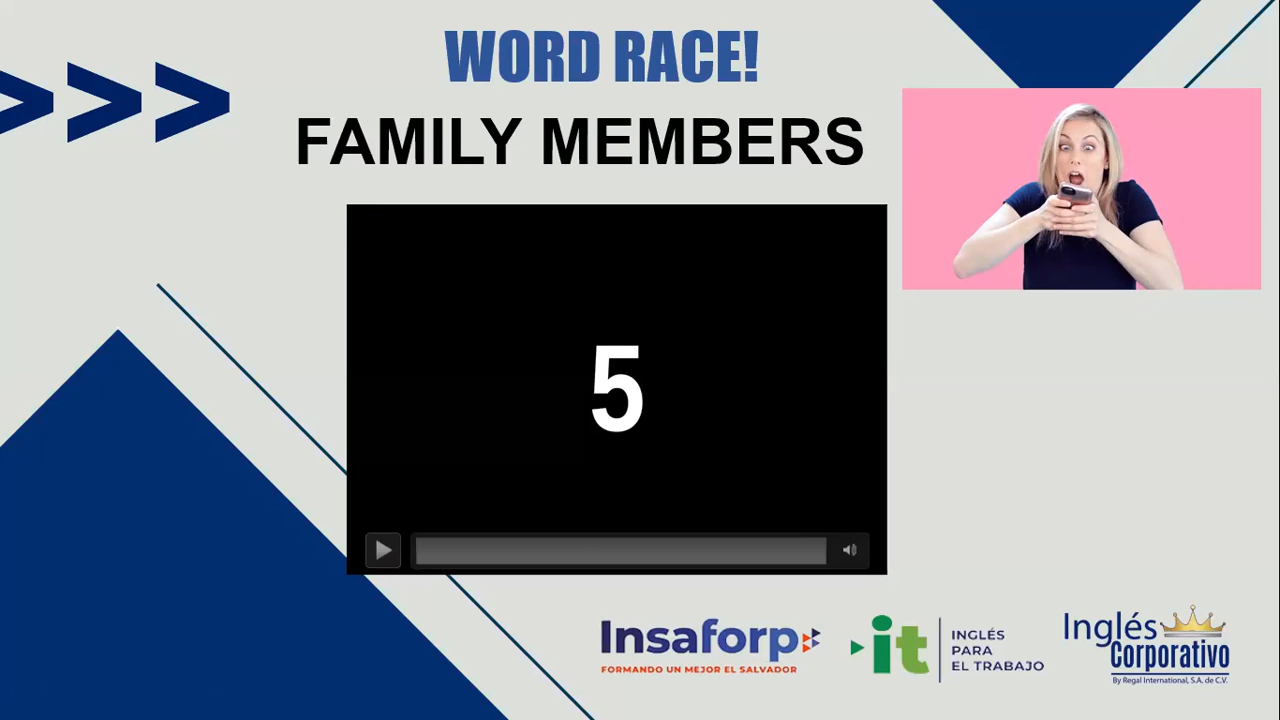 WORD RACE!
FAMILY MEMBERS
5
Insaforp
FORMANDO UN MEJOR EL SALVADOR
it
INGLÉS
PARA
EL TRABAJO
Inglés
Corporativo
By Regal International, S.A. de C.V.